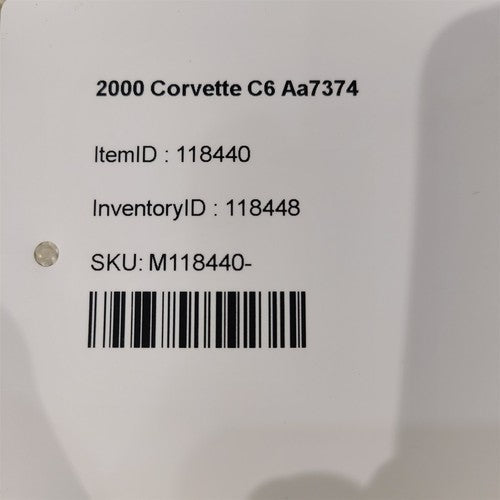 2000 Corvette C6 Aa7374
ItemID : 118440
InventoryID : 118448
SKU: M118440-